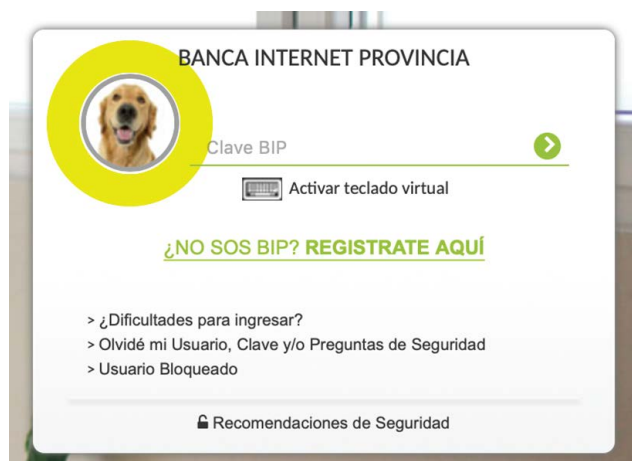 BANCA INTERNET PROVINCIA
Clave BIP
Activar teclado virtual
¿NO SOS BIP? REGISTRATE AQUÍ
> ¿Dificultades para ingresar?
> Olvidé mi Usuario, Clave y/o Preguntas de Seguridad
> Usuario Bloqueado
Recomendaciones de Seguridad